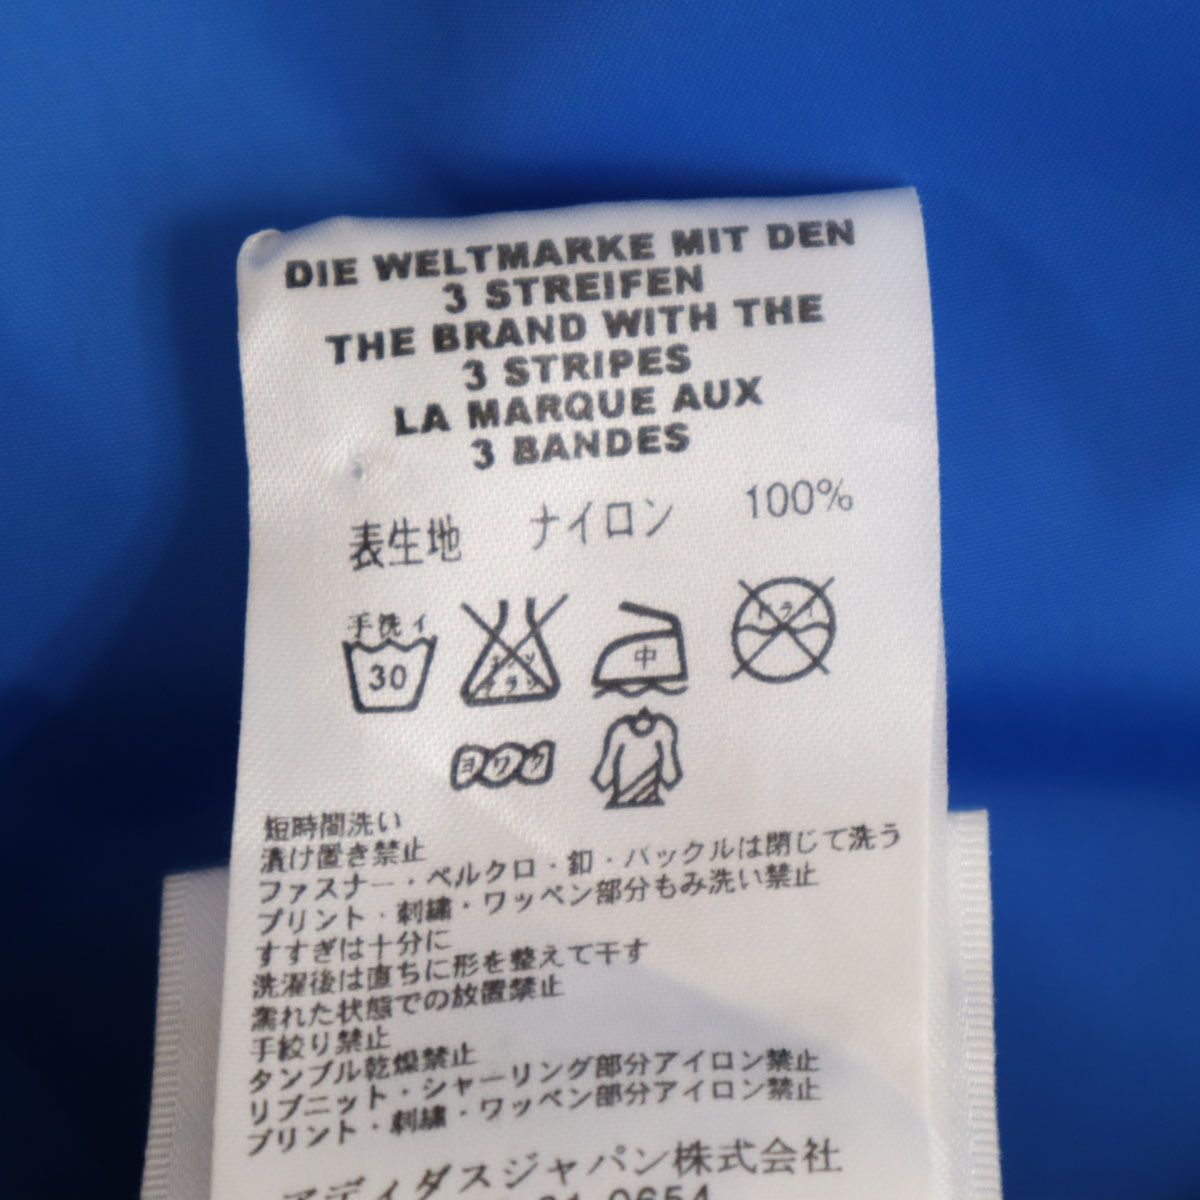 DIE WELTMARKE MIT DEN
3 STREIFEN
THE BRAND WITH THE
3 STRIPES
LA MARQUE AUX
3 BANDES
表生地 ナイロン 100%
手洗イ
30
エンソ
サラシ
中
ドライ
ヨワク
短時間洗い
漬け置き禁止
ファスナー・ベルクロ・釦・バックルは閉じて洗う
プリント・刺繍・ワッペン部分もみ洗い禁止
すすぎは十分に
洗濯後は直ちに形を整えて干す
濡れた状態での放置禁止
手絞り禁止
タンブル乾燥禁止
リブニット・シャーリング部分アイロン禁止
プリント・刺繍・ワッペン部分アイロン禁止
アディダスジャパン株式会社